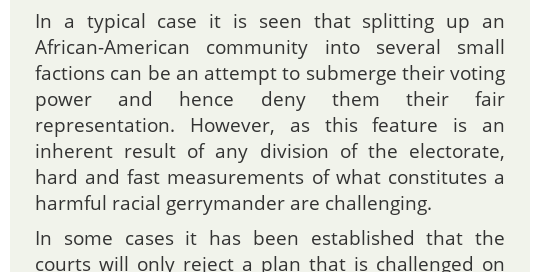 In a typical case it is seen that splitting up an
African-American community into several small
factions can be an attempt to submerge their voting
power and hence deny them their fair
representation. However, as this feature is an
inherent result of any division of the electorate,
hard and fast measurements of what constitutes a
harmful racial gerrymander are challenging.
In some cases it has been established that the
courts will only reject a plan that is challenged on